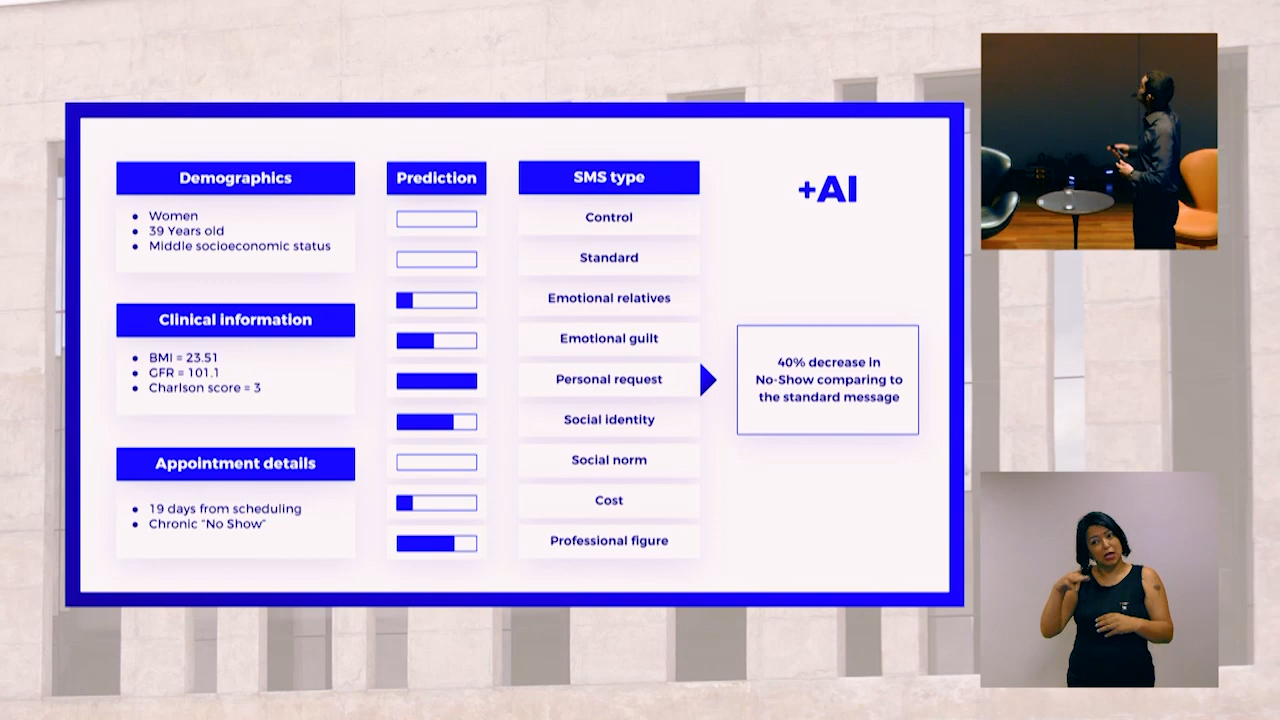 Demographics
• Women
• 39 Years old
• Middle socioeconomic status
Clinical information
• BMI = 23.51
• GFR = 101.1
• Charlson score = 3
Appointment details
• 19 days from scheduling
• Chronic “No Show”
Prediction
SMS type
Control
Standard
Emotional relatives
Emotional guilt
Personal request
Social identity
Social norm
Cost
Professional figure
+AI
40% decrease in
No-Show comparing to
the standard message